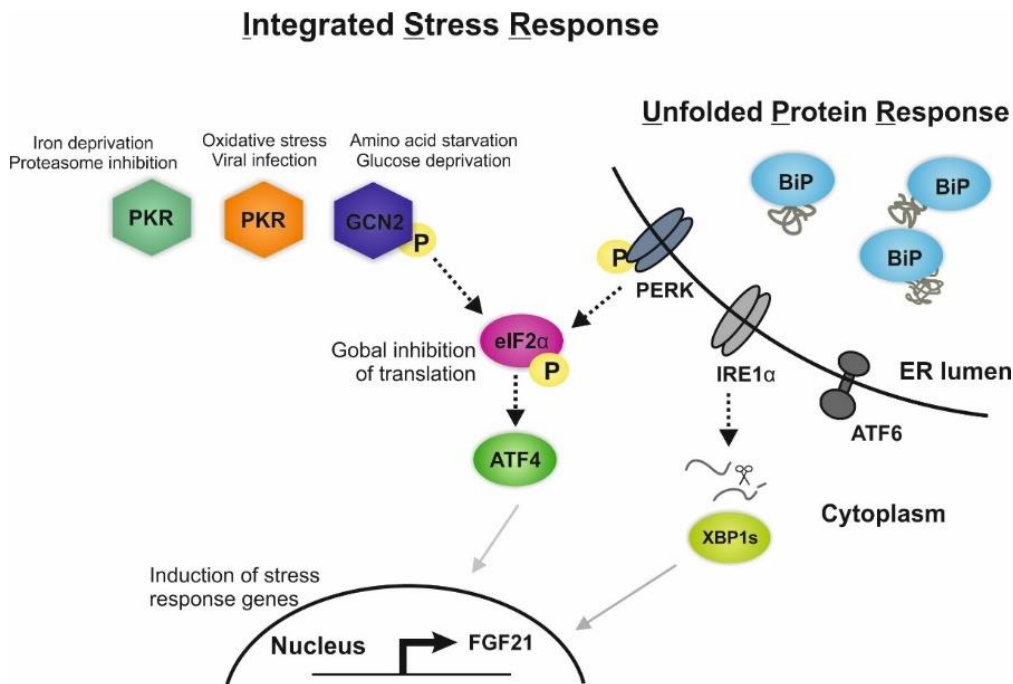 Integrated Stress Response
Unfolded Protein Response
Iron deprivation
Proteasome inhibition
Oxidative stress
Viral infection
Amino acid starvation
Glucose deprivation
PKR
PKR
GCN2
P
BiP
BiP
BiP
P
PERK
eIF2α
P
Gobal inhibition
of translation
IRE1α
ER lumen
ATF6
ATF4
Cytoplasm
XBP1s
Induction of stress
response genes
Nucleus
FGF21